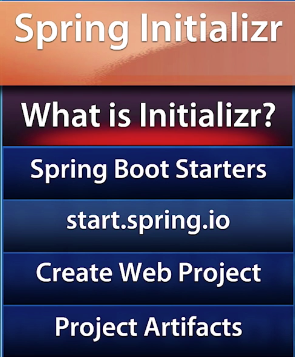 Spring Initializr
What is Initializr?
Spring Boot Starters
start.spring.io
Create Web Project
Project Artifacts